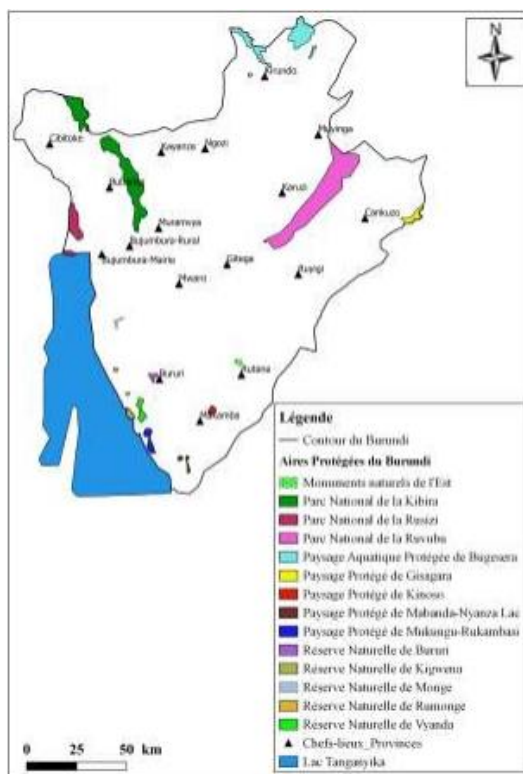 N
Kirundo
Muyinga
Cibitoke
Kayanza
Ngozi
Bubanza
Karuzi
Cankuzo
Muramvya
Bujumbura-Rural
Bujumbura-Mairie
Gitega
Ruyigi
Mwaro
Bururi
Rutana
Makamba
Légende
Contour du Burundi
Aires Protégées du Burundi
Monuments naturels de l'Est
Parc National de la Kibira
Parc National de la Rusizi
Parc National de la Ruvubu
Paysage Aquatique Protégée de Bugesera
Paysage Protégé de Gisagara
Paysage Protégé de Kinoso
Paysage Protégé de Mabanda-Nyanza Lac
Paysage Protégé de Mukungu-Rukambasi
Réserve Naturelle de Bururi
Réserve Naturelle de Kigwena
Réserve Naturelle de Monge
Réserve Naturelle de Rumonge
Réserve Naturelle de Vyanda
Chefs-lieux_Provinces
Lac Tanganyika
0 25 50 km